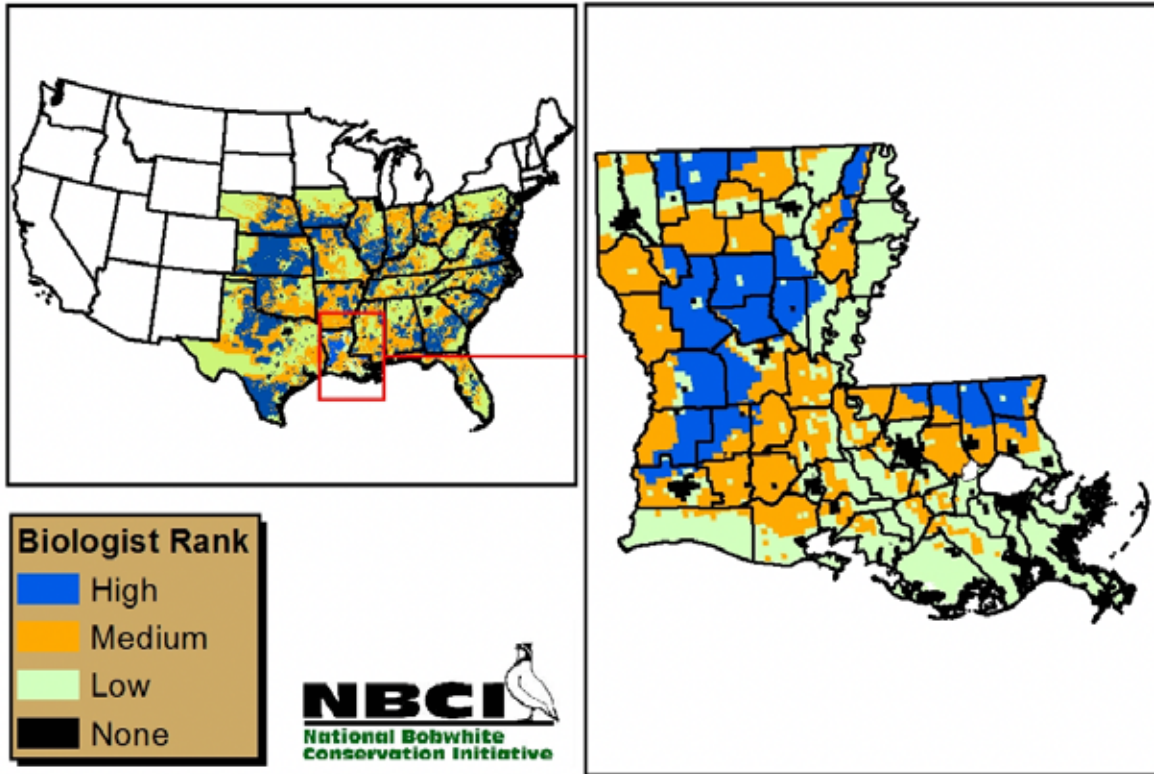 Biologist Rank
High
Medium
Low
None
NBCI
National Bobwhite
Conservation Initiative